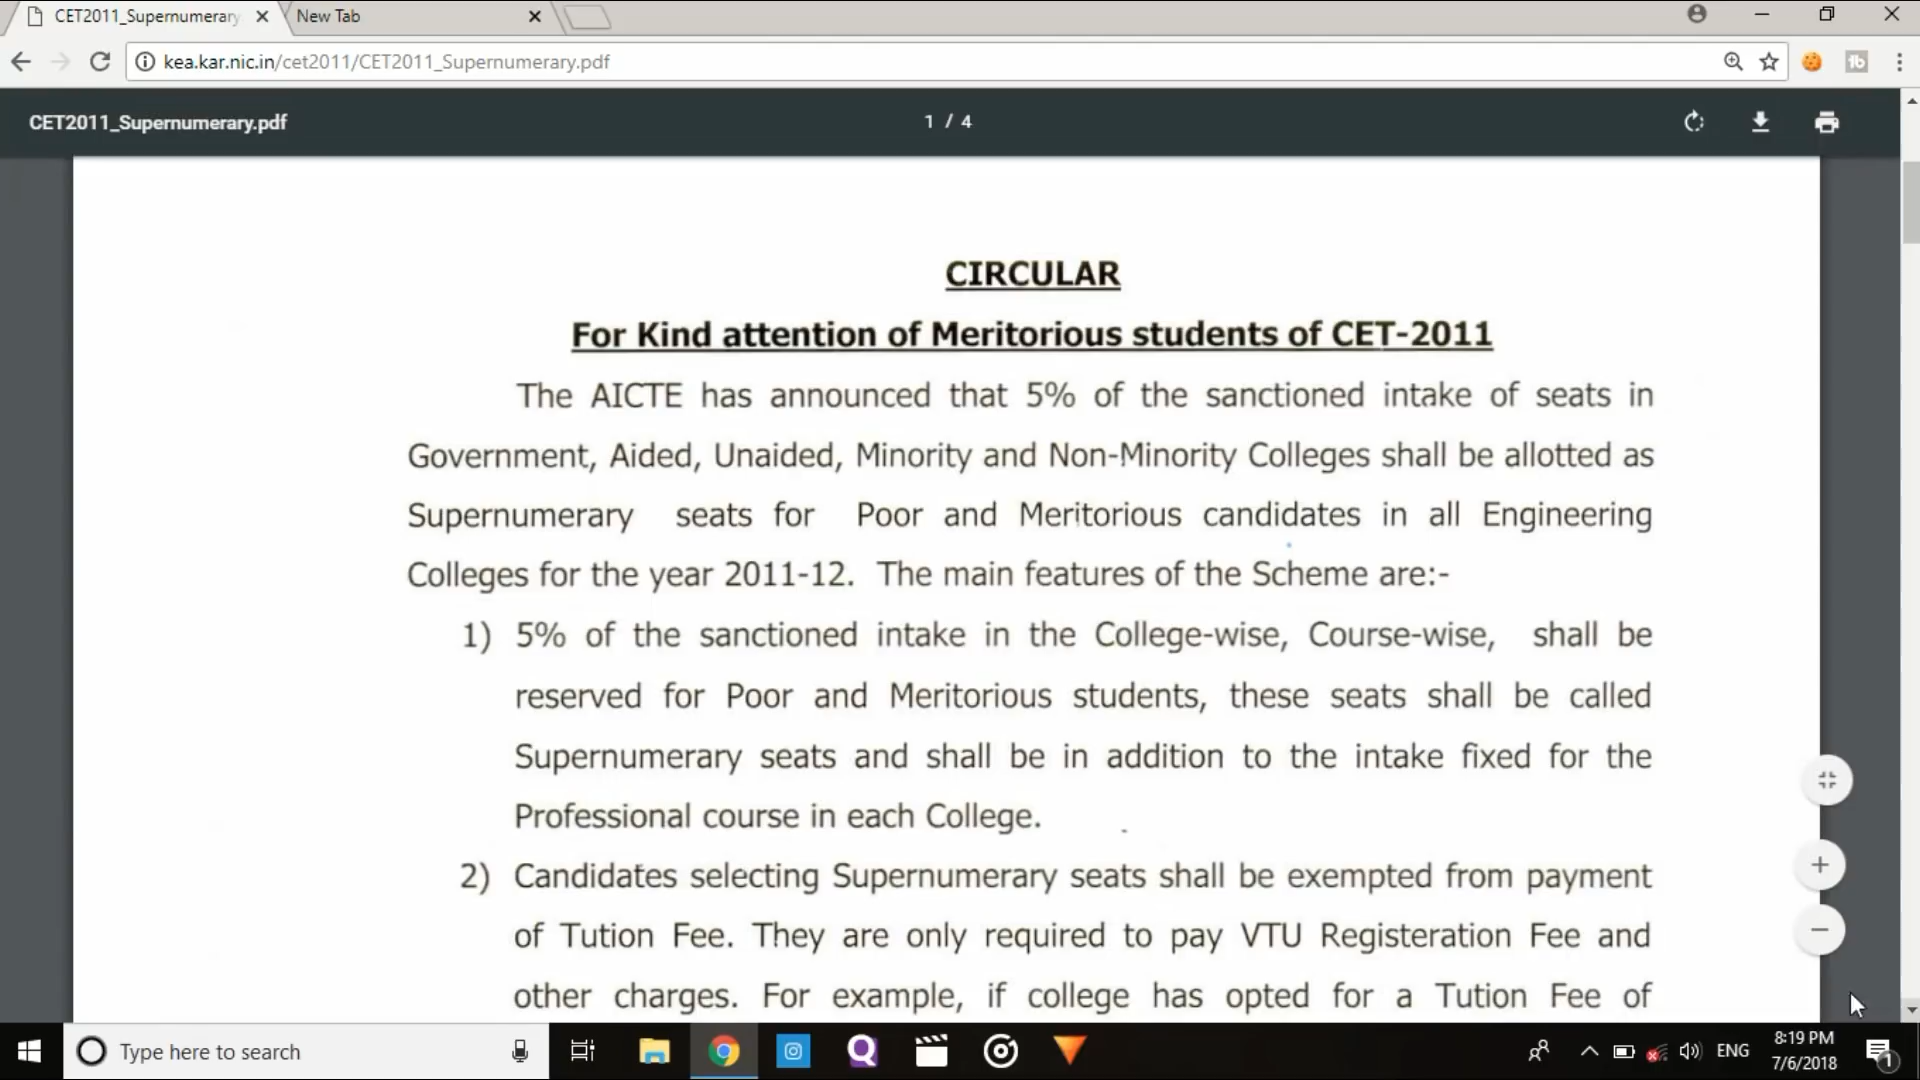 CET2011_Supernumerary
New Tab
kea.kar.nic.in/cet2011/CET2011_Supernumerary.pdf
CET2011_Supernumerary.pdf
1 / 4
CIRCULAR
For Kind attention of Meritorious students of CET-2011
The AICTE has announced that 5% of the sanctioned intake of seats in
Government, Aided, Unaided, Minority and Non-Minority Colleges shall be allotted as
Supernumerary seats for Poor and Meritorious candidates in all Engineering
Colleges for the year 2011-12. The main features of the Scheme are:-
1) 5% of the sanctioned intake in the College-wise, Course-wise, shall be
reserved for Poor and Meritorious students, these seats shall be called
Supernumerary seats and shall be in addition to the intake fixed for the
Professional course in each College.
2) Candidates selecting Supernumerary seats shall be exempted from payment
of Tution Fee. They are only required to pay VTU Registeration Fee and
other charges. For example, if college has opted for a Tution Fee of
Type here to search
ENG
8:19 PM
7/6/2018
1